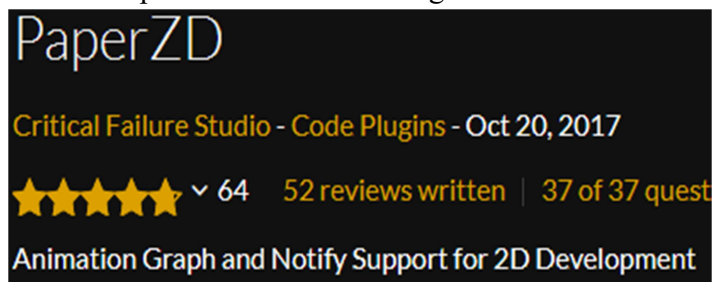 PaperZD
Critical Failure Studio - Code Plugins - Oct 20, 2017
64 52 reviews written | 37 of 37 quest
Animation Graph and Notify Support for 2D Development